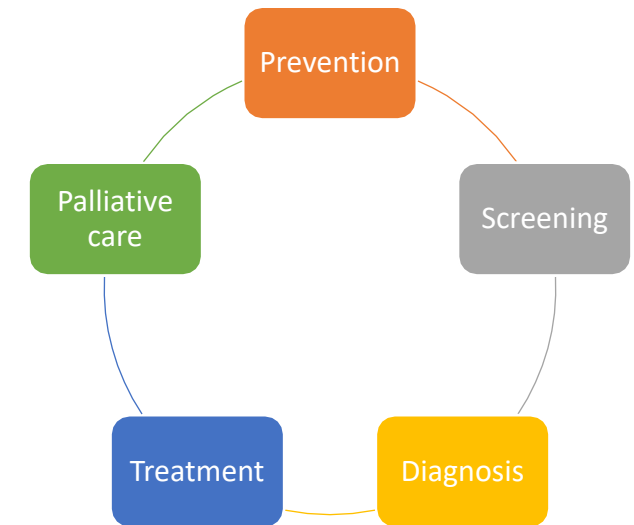 Prevention
Screening
Diagnosis
Treatment
Palliative
care